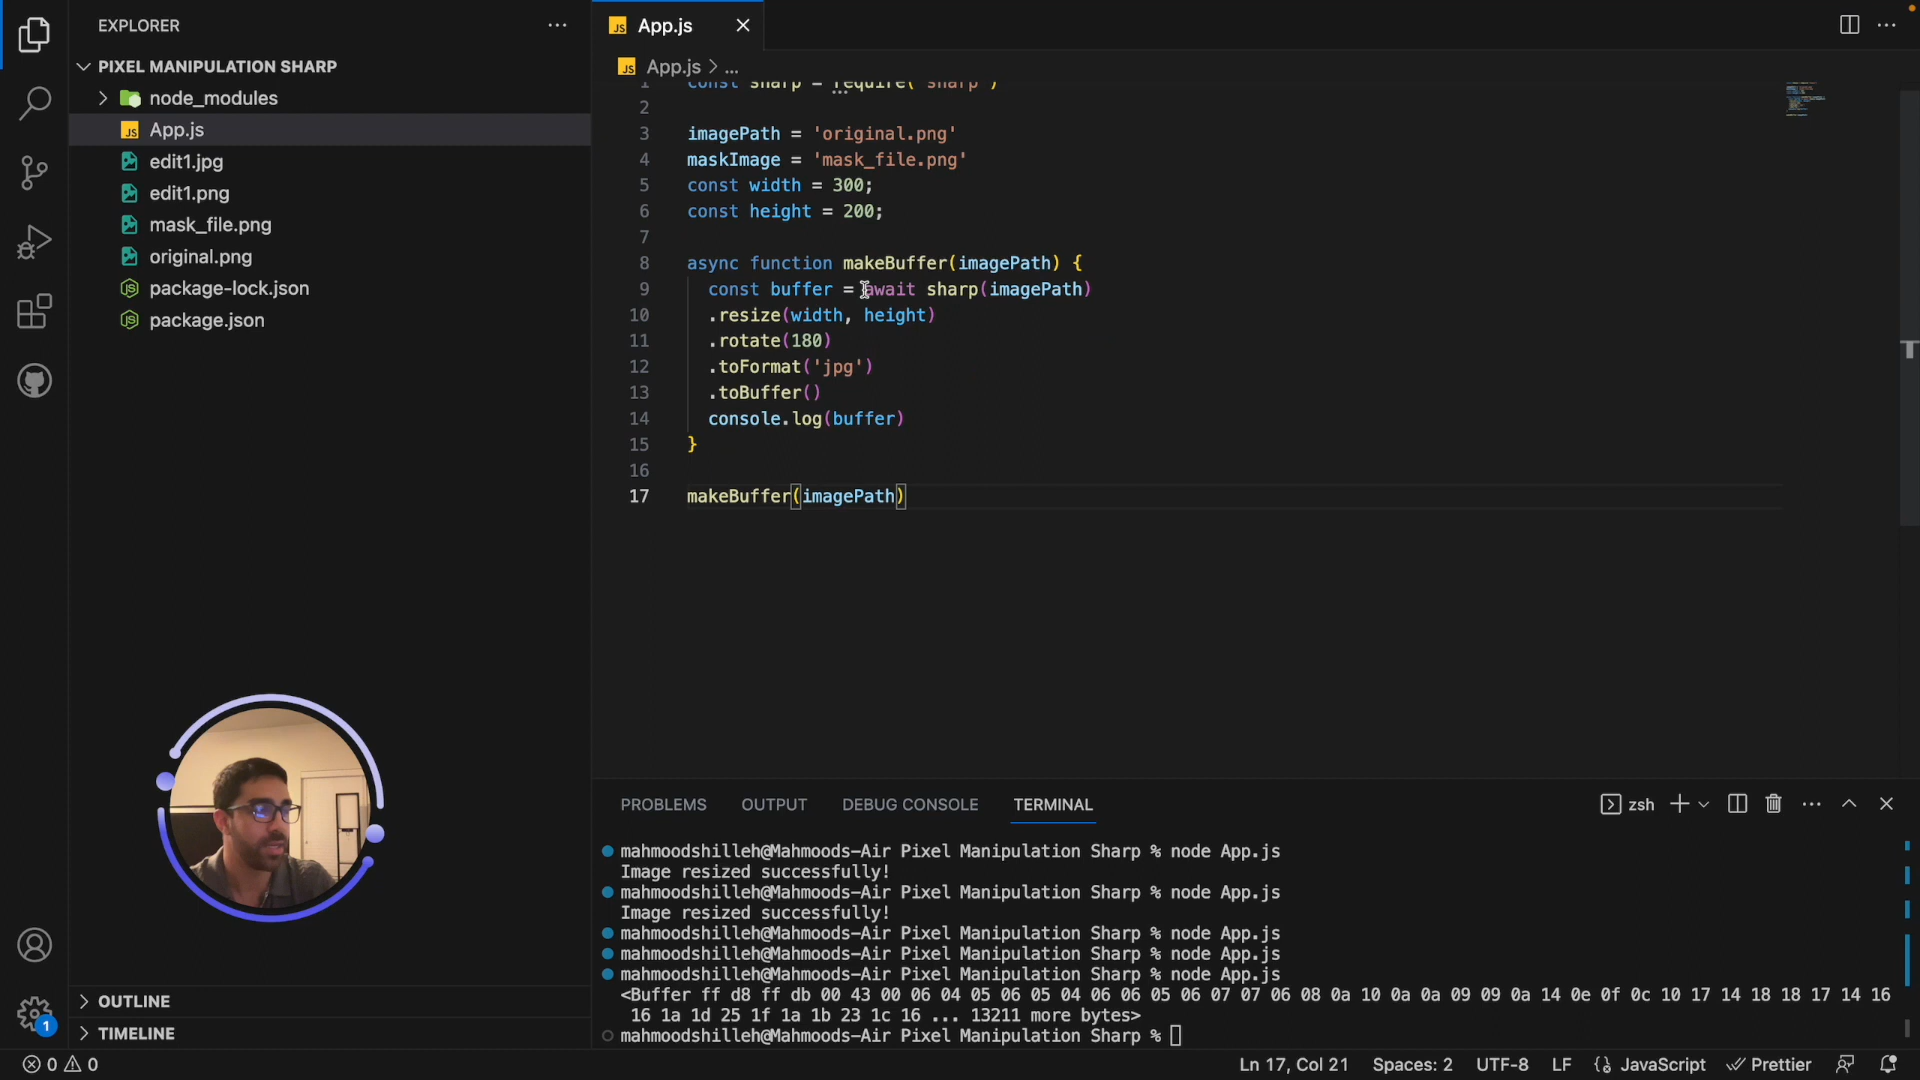 EXPLORER
PIXEL MANIPULATION SHARP
node_modules
JS App.js
edit1.jpg
edit1.png
mask_file.png
original.png
package-lock.json
package.json
OUTLINE
TIMELINE
1
JS App.js
JS App.js > ...
1 const sharp = require('sharp')
2
3 imagePath = 'original.png'
4 maskImage = 'mask_file.png'
5 const width = 300;
6 const height = 200;
7
8 async function makeBuffer(imagePath) {
9 const buffer = await sharp(imagePath)
10 .resize(width, height)
11 .rotate(180)
12 .toFormat('jpg')
13 .toBuffer()
14 console.log(buffer)
15 }
16
17 makeBuffer(imagePath)
PROBLEMS OUTPUT DEBUG CONSOLE TERMINAL zsh
mahmoodshilleh@Mahmoods-Air Pixel Manipulation Sharp % node App.js
Image resized successfully!
mahmoodshilleh@Mahmoods-Air Pixel Manipulation Sharp % node App.js
Image resized successfully!
mahmoodshilleh@Mahmoods-Air Pixel Manipulation Sharp % node App.js
mahmoodshilleh@Mahmoods-Air Pixel Manipulation Sharp % node App.js
mahmoodshilleh@Mahmoods-Air Pixel Manipulation Sharp % node App.js
<Buffer ff d8 ff db 00 43 00 06 04 05 06 05 04 06 06 05 06 07 07 06 08 0a 10 0a 0a 09 09 0a 14 0e 0f 0c 10 17 14 18 18 17 14 16
16 1a 1d 25 1f 1a 1b 23 1c 16 ... 13211 more bytes>
mahmoodshilleh@Mahmoods-Air Pixel Manipulation Sharp %
0 0 Ln 17, Col 21 Spaces: 2 UTF-8 LF {} JavaScript Prettier